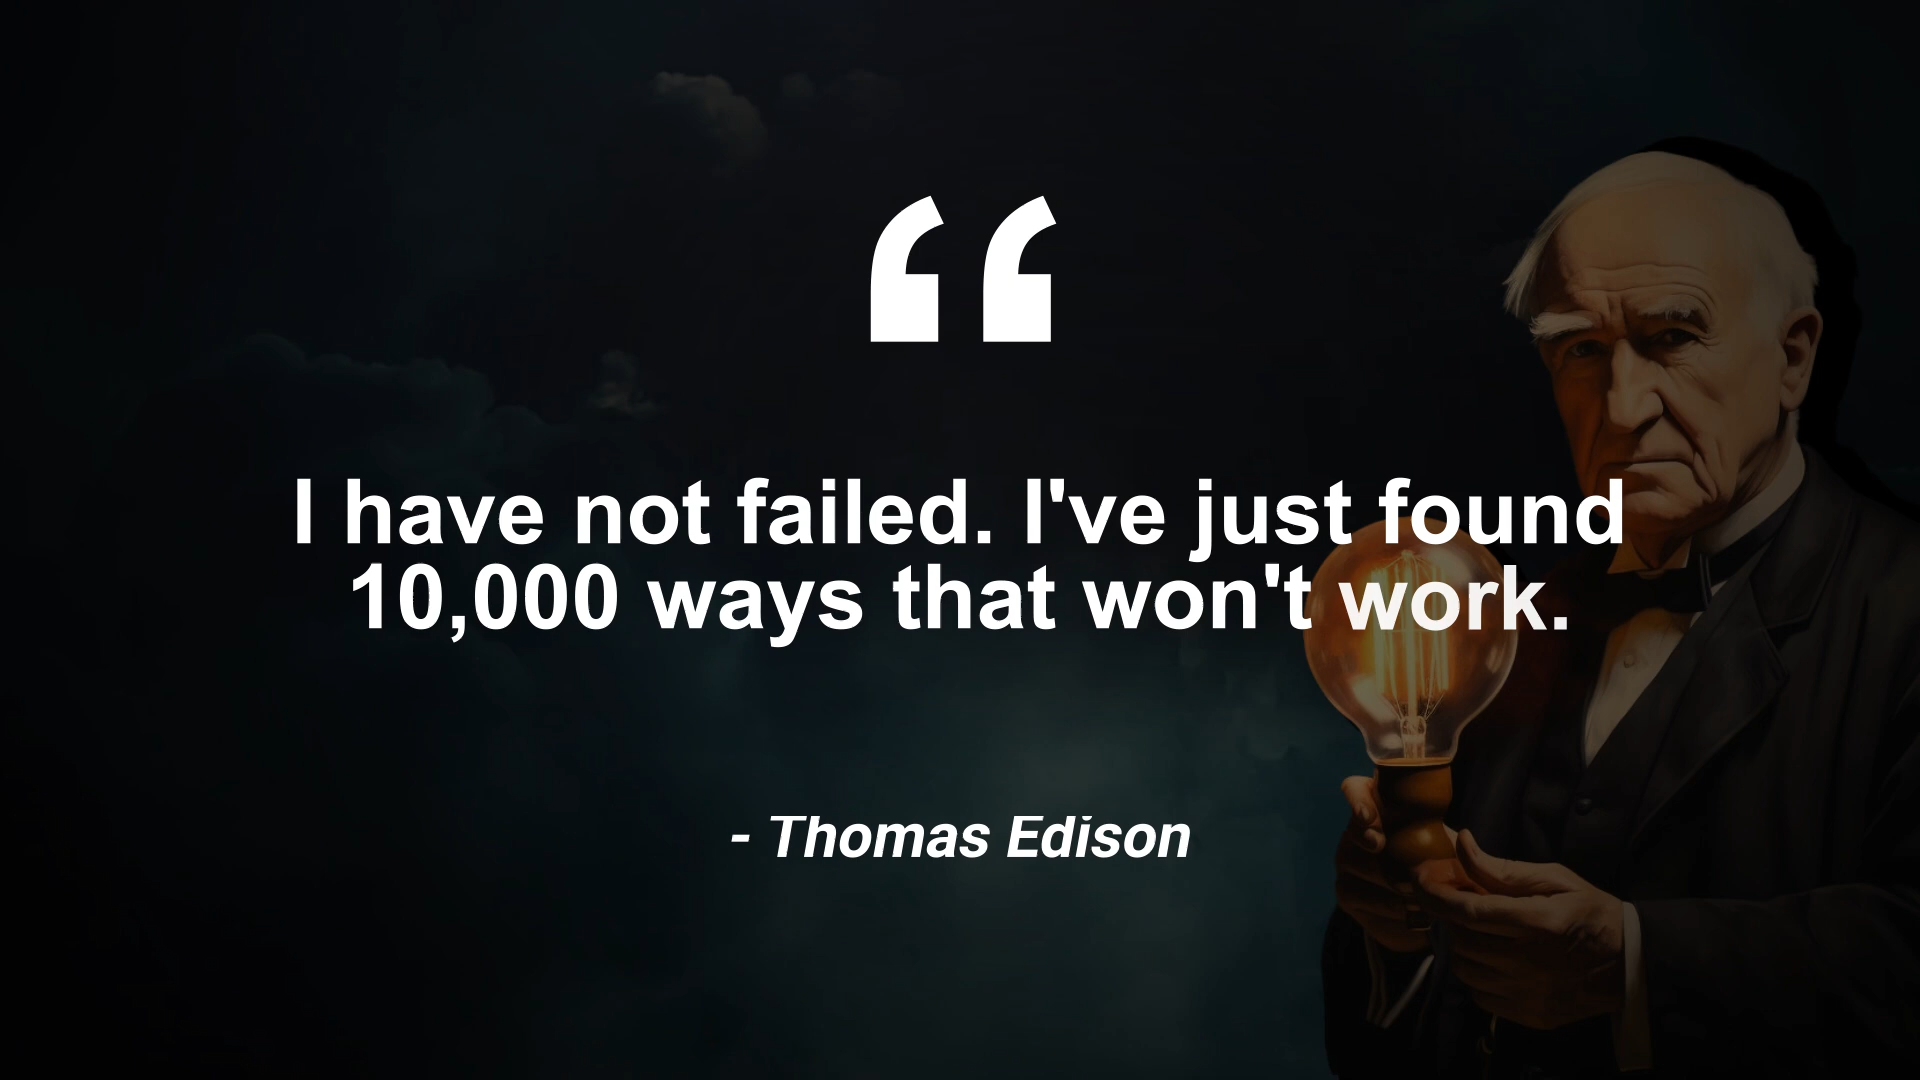 “
I have not failed. I've just found
10,000 ways that won't work.
- Thomas Edison